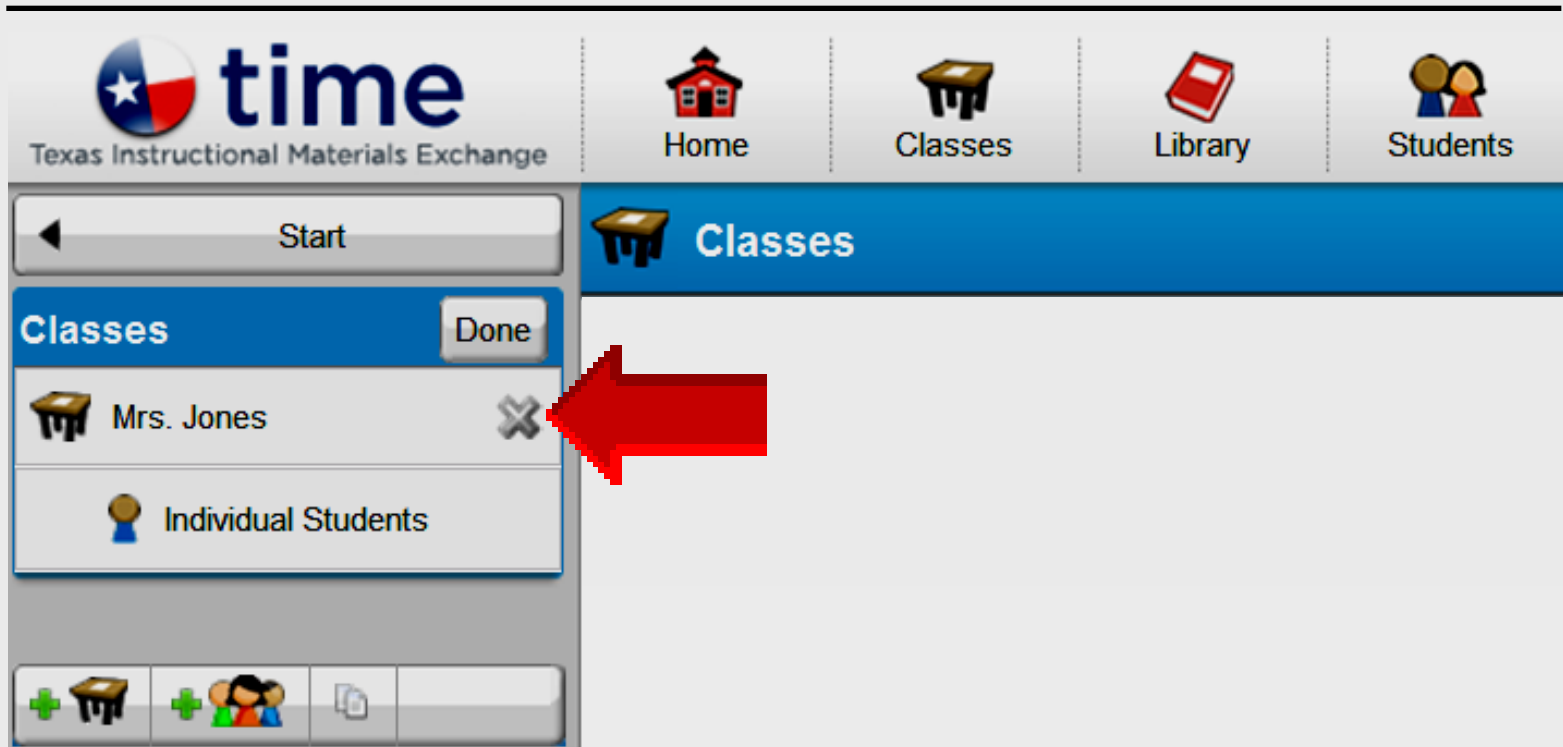 time
Texas Instructional Materials Exchange
Home
Classes
Library
Students
Start
Classes
Classes
Done
Mrs. Jones
Individual Students